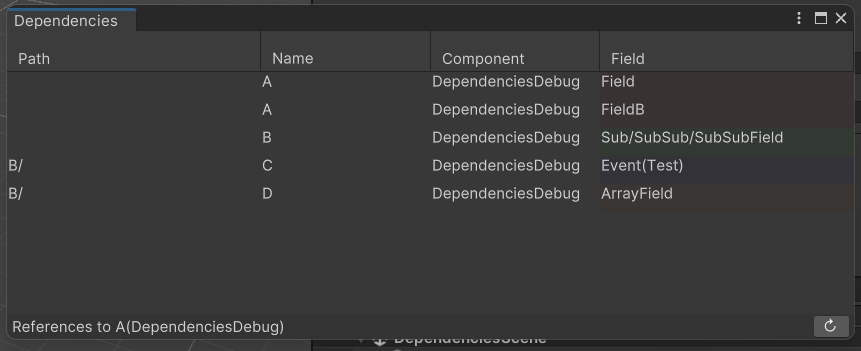 Dependencies
Path Name Component Field
A DependenciesDebug Field
A DependenciesDebug FieldB
B DependenciesDebug Sub/SubSub/SubSubField
B/ C DependenciesDebug Event(Test)
B/ D DependenciesDebug ArrayField
References to A(DependenciesDebug)
DependenciesScene